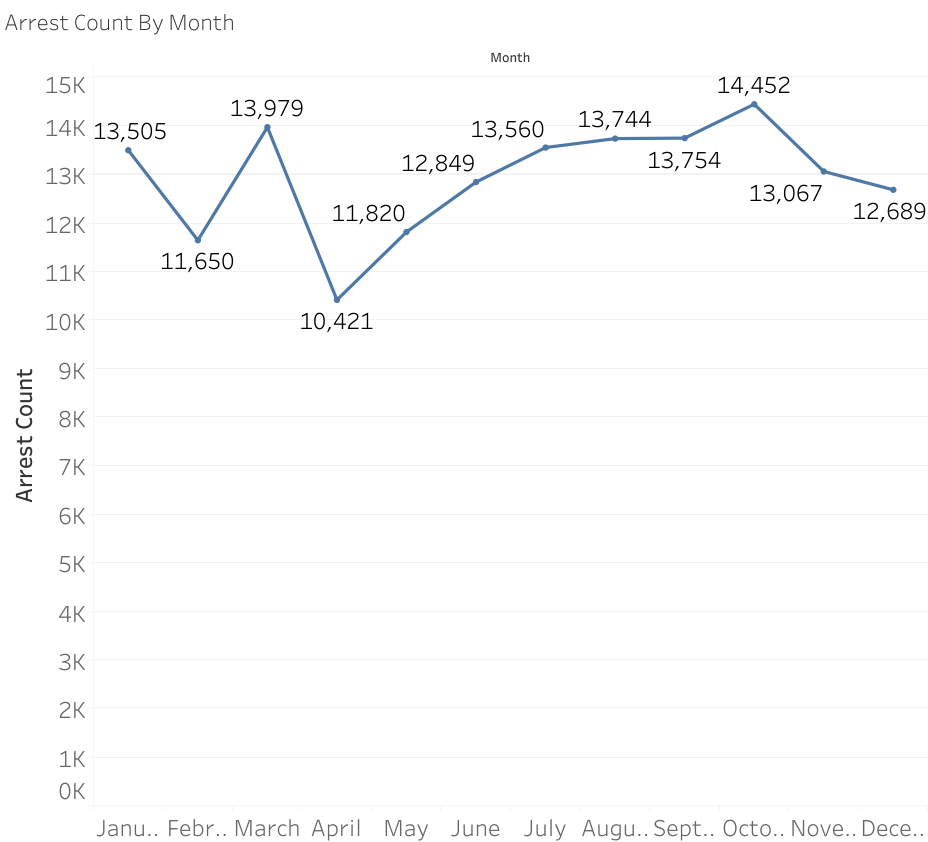 Arrest Count By Month
Month
15K
14K
13K
12K
11K
10K
9K
8K
7K
6K
5K
4K
3K
2K
1K
0K
Arrest Count
13,505
11,650
13,979
10,421
11,820
12,849
13,560
13,744
13,754
14,452
13,067
12,689
Janu.. Febr.. March April May June July Augu.. Sept.. Octo.. Nove.. Dece..